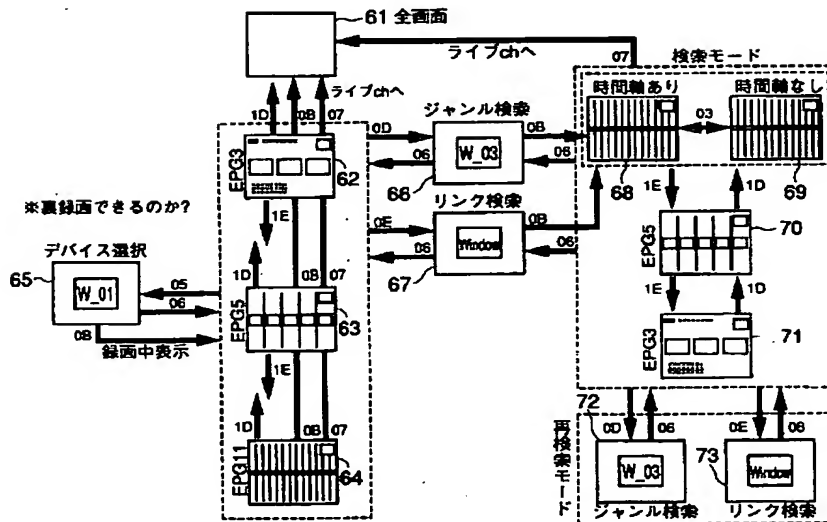 61 全画面
ライブchへ
07
検索モード
1D
0B
07
ライブchへ
ジャンル検索
時間軸あり
時間軸なし
0D
W_03
0B
06
06
66
03
68
69
EPG3
62
リンク検索
0E
Window
0B
06
06
67
1E
1D
EPG5
70
※裏録画できるのか?
デバイス選択
65
W_01
05
06
0B
録画中表示
1E
1D
0B
07
EPG5
63
1E
1D
EPG3
71
1E
1D
0B
07
EPG11
64
72
0D
06
0E
06
再検索モード
W_03
ジャンル検索
73
Window
リンク検索